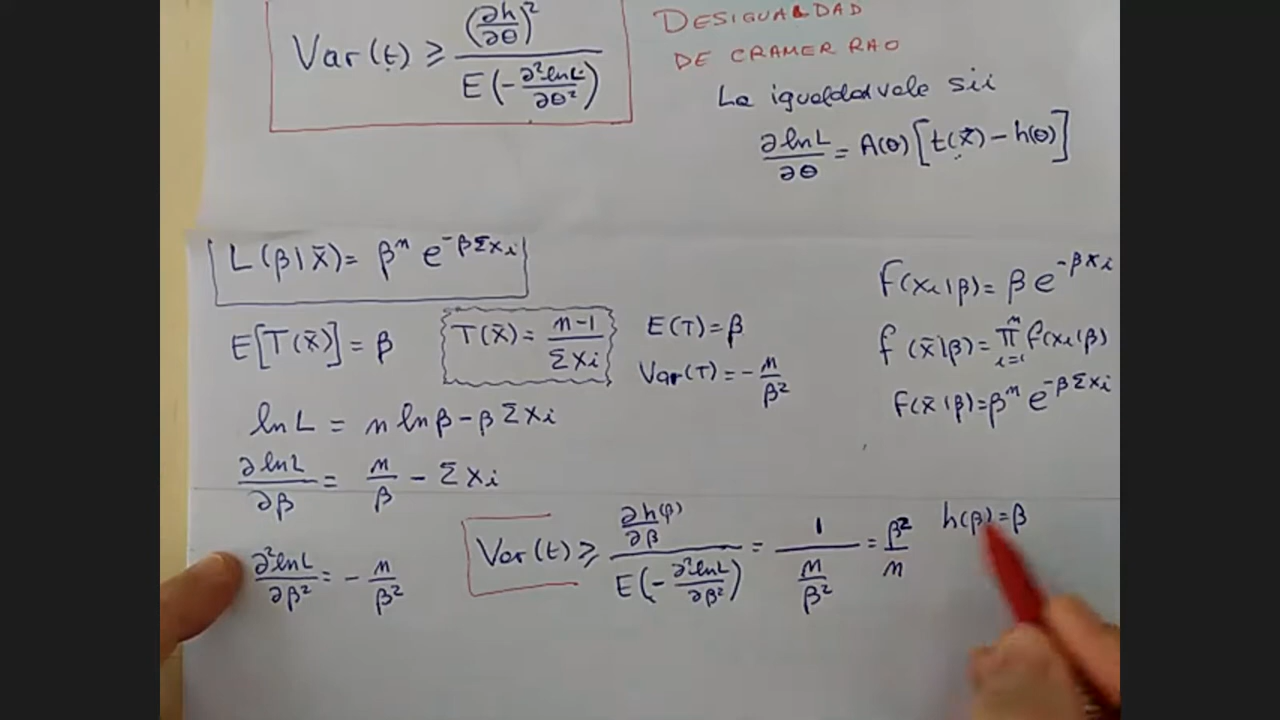 Var(t) ≥ (∂h/∂θ)² / E(-∂²lnL/∂θ²)
DESIGUALDAD
DE CRAMER RAO
La igualdad vale sii
∂lnL/∂θ = A(θ)[t(x̄) - h(θ)]
L(β|x̄) = βⁿ e^(-βΣxᵢ)
f(xᵢ|β) = β e^(-βxᵢ)
E[T(x̄)] = β
T(x̄) = (n-1)/Σxᵢ
E(T) = β
Var(T) = -n/β²
f(x̄|β) = ∏ᵢ₌₁ⁿ f(xᵢ|β)
f(x̄|β) = βⁿ e^(-βΣxᵢ)
lnL = n lnβ - βΣxᵢ
∂lnL/∂β = n/β - Σxᵢ
∂²lnL/∂β² = -n/β²
Var(t) ≥ (∂h(β)/∂β) / E(-∂²lnL/∂β²) = 1/(n/β²) = β²/n
h(β) = β